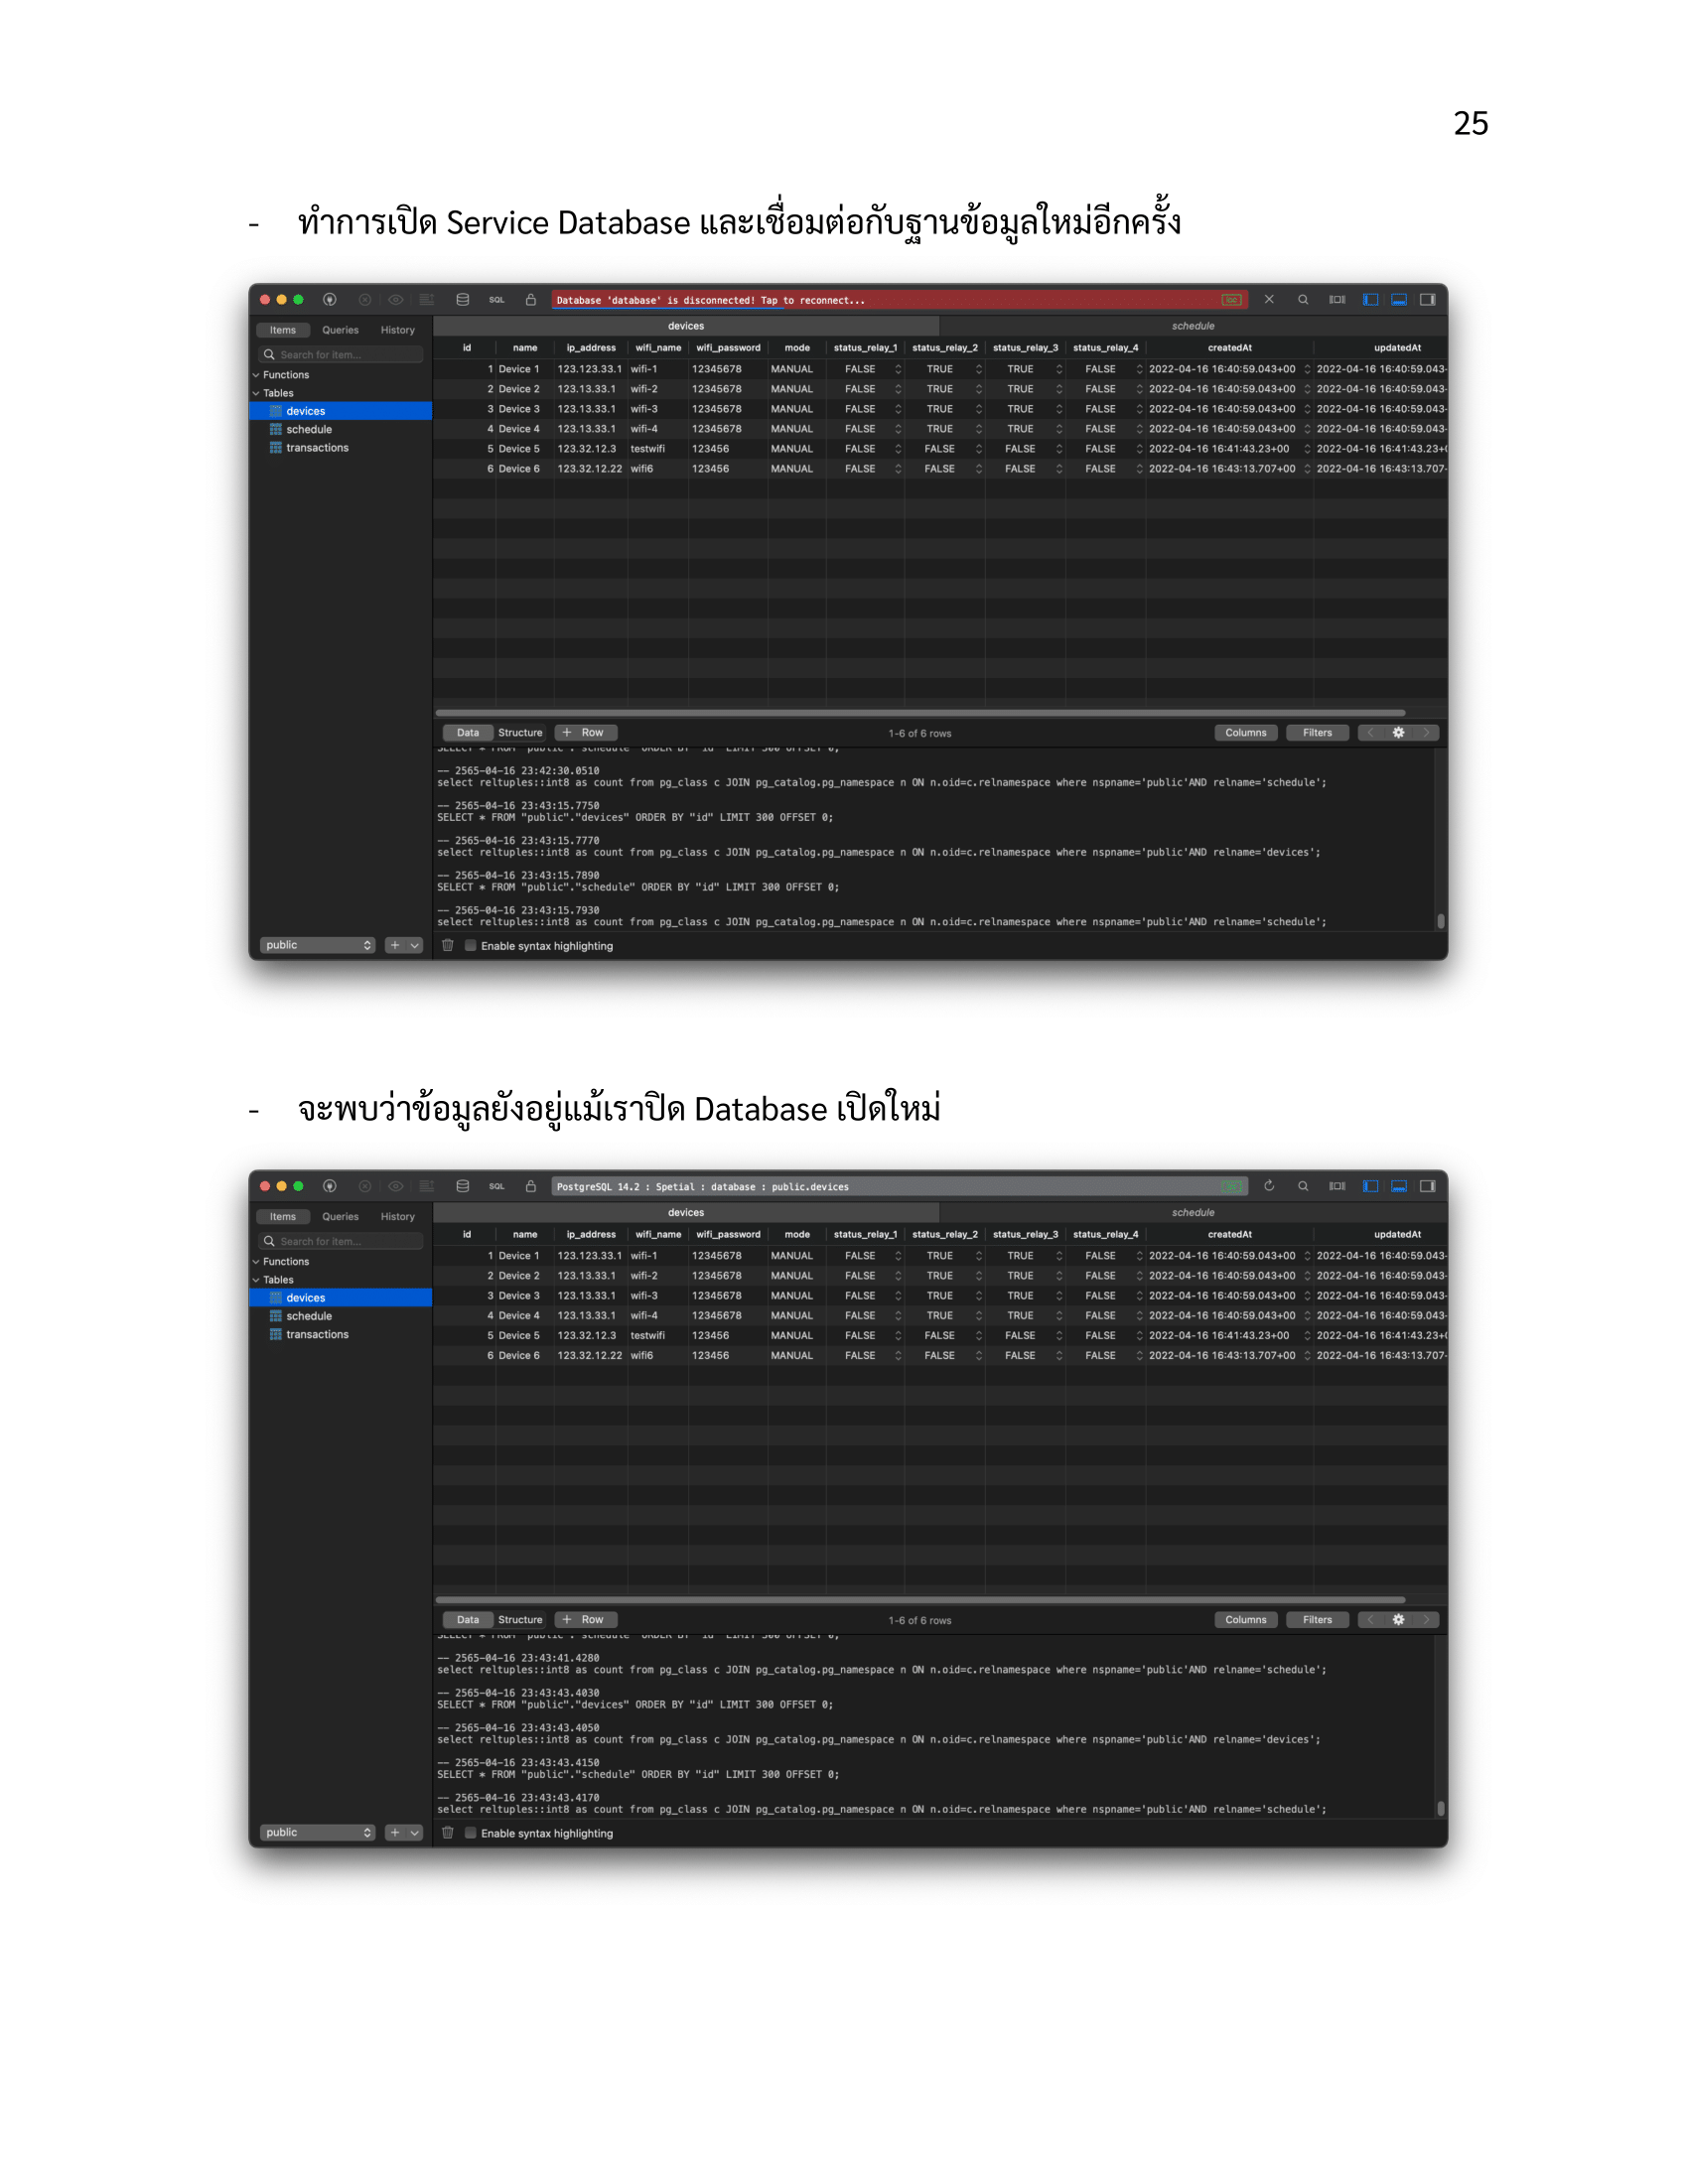 25
- ทำการเปิด Service Database และเชื่อมต่อกับฐานข้อมูลใหม่อีกครั้ง
SQL Database 'database' is disconnected! Tap to reconnect... loc
Items Queries History devices schedule
Search for item... id name ip_address wifi_name wifi_password mode status_relay_1 status_relay_2 status_relay_3 status_relay_4 createdAt updatedAt
Functions 1 Device 1 123.123.33.1 wifi-1 12345678 MANUAL FALSE TRUE TRUE FALSE 2022-04-16 16:40:59.043+00 2022-04-16 16:40:59.043-
Tables 2 Device 2 123.13.33.1 wifi-2 12345678 MANUAL FALSE TRUE TRUE FALSE 2022-04-16 16:40:59.043+00 2022-04-16 16:40:59.043-
devices 3 Device 3 123.13.33.1 wifi-3 12345678 MANUAL FALSE TRUE TRUE FALSE 2022-04-16 16:40:59.043+00 2022-04-16 16:40:59.043-
schedule 4 Device 4 123.13.33.1 wifi-4 12345678 MANUAL FALSE TRUE TRUE FALSE 2022-04-16 16:40:59.043+00 2022-04-16 16:40:59.043-
transactions 5 Device 5 123.32.12.3 testwifi 123456 MANUAL FALSE FALSE FALSE FALSE 2022-04-16 16:41:43.23+00 2022-04-16 16:41:43.23+0
6 Device 6 123.32.12.22 wifi6 123456 MANUAL FALSE FALSE FALSE FALSE 2022-04-16 16:43:13.707+00 2022-04-16 16:43:13.707-
Data Structure + Row 1-6 of 6 rows Columns Filters
SELECT * FROM "public"."schedule" ORDER BY "id" LIMIT 300 OFFSET 0;
-- 2565-04-16 23:42:30.0510
select reltuples::int8 as count from pg_class c JOIN pg_catalog.pg_namespace n ON n.oid=c.relnamespace where nspname='public'AND relname='schedule';
-- 2565-04-16 23:43:15.7750
SELECT * FROM "public"."devices" ORDER BY "id" LIMIT 300 OFFSET 0;
-- 2565-04-16 23:43:15.7770
select reltuples::int8 as count from pg_class c JOIN pg_catalog.pg_namespace n ON n.oid=c.relnamespace where nspname='public'AND relname='devices';
-- 2565-04-16 23:43:15.7890
SELECT * FROM "public"."schedule" ORDER BY "id" LIMIT 300 OFFSET 0;
-- 2565-04-16 23:43:15.7930
select reltuples::int8 as count from pg_class c JOIN pg_catalog.pg_namespace n ON n.oid=c.relnamespace where nspname='public'AND relname='schedule';
public + Enable syntax highlighting
- จะพบว่าข้อมูลยังอยู่แม้เราปิด Database เปิดใหม่
SQL PostgreSQL 14.2 : Spetial : database : public.devices loc
Items Queries History devices schedule
Search for item... id name ip_address wifi_name wifi_password mode status_relay_1 status_relay_2 status_relay_3 status_relay_4 createdAt updatedAt
Functions 1 Device 1 123.123.33.1 wifi-1 12345678 MANUAL FALSE TRUE TRUE FALSE 2022-04-16 16:40:59.043+00 2022-04-16 16:40:59.043-
Tables 2 Device 2 123.13.33.1 wifi-2 12345678 MANUAL FALSE TRUE TRUE FALSE 2022-04-16 16:40:59.043+00 2022-04-16 16:40:59.043-
devices 3 Device 3 123.13.33.1 wifi-3 12345678 MANUAL FALSE TRUE TRUE FALSE 2022-04-16 16:40:59.043+00 2022-04-16 16:40:59.043-
schedule 4 Device 4 123.13.33.1 wifi-4 12345678 MANUAL FALSE TRUE TRUE FALSE 2022-04-16 16:40:59.043+00 2022-04-16 16:40:59.043-
transactions 5 Device 5 123.32.12.3 testwifi 123456 MANUAL FALSE FALSE FALSE FALSE 2022-04-16 16:41:43.23+00 2022-04-16 16:41:43.23+0
6 Device 6 123.32.12.22 wifi6 123456 MANUAL FALSE FALSE FALSE FALSE 2022-04-16 16:43:13.707+00 2022-04-16 16:43:13.707-
Data Structure + Row 1-6 of 6 rows Columns Filters
SELECT * FROM "public"."schedule" ORDER BY "id" LIMIT 300 OFFSET 0;
-- 2565-04-16 23:43:41.4280
select reltuples::int8 as count from pg_class c JOIN pg_catalog.pg_namespace n ON n.oid=c.relnamespace where nspname='public'AND relname='schedule';
-- 2565-04-16 23:43:43.4030
SELECT * FROM "public"."devices" ORDER BY "id" LIMIT 300 OFFSET 0;
-- 2565-04-16 23:43:43.4050
select reltuples::int8 as count from pg_class c JOIN pg_catalog.pg_namespace n ON n.oid=c.relnamespace where nspname='public'AND relname='devices';
-- 2565-04-16 23:43:43.4150
SELECT * FROM "public"."schedule" ORDER BY "id" LIMIT 300 OFFSET 0;
-- 2565-04-16 23:43:43.4170
select reltuples::int8 as count from pg_class c JOIN pg_catalog.pg_namespace n ON n.oid=c.relnamespace where nspname='public'AND relname='schedule';
public + Enable syntax highlighting